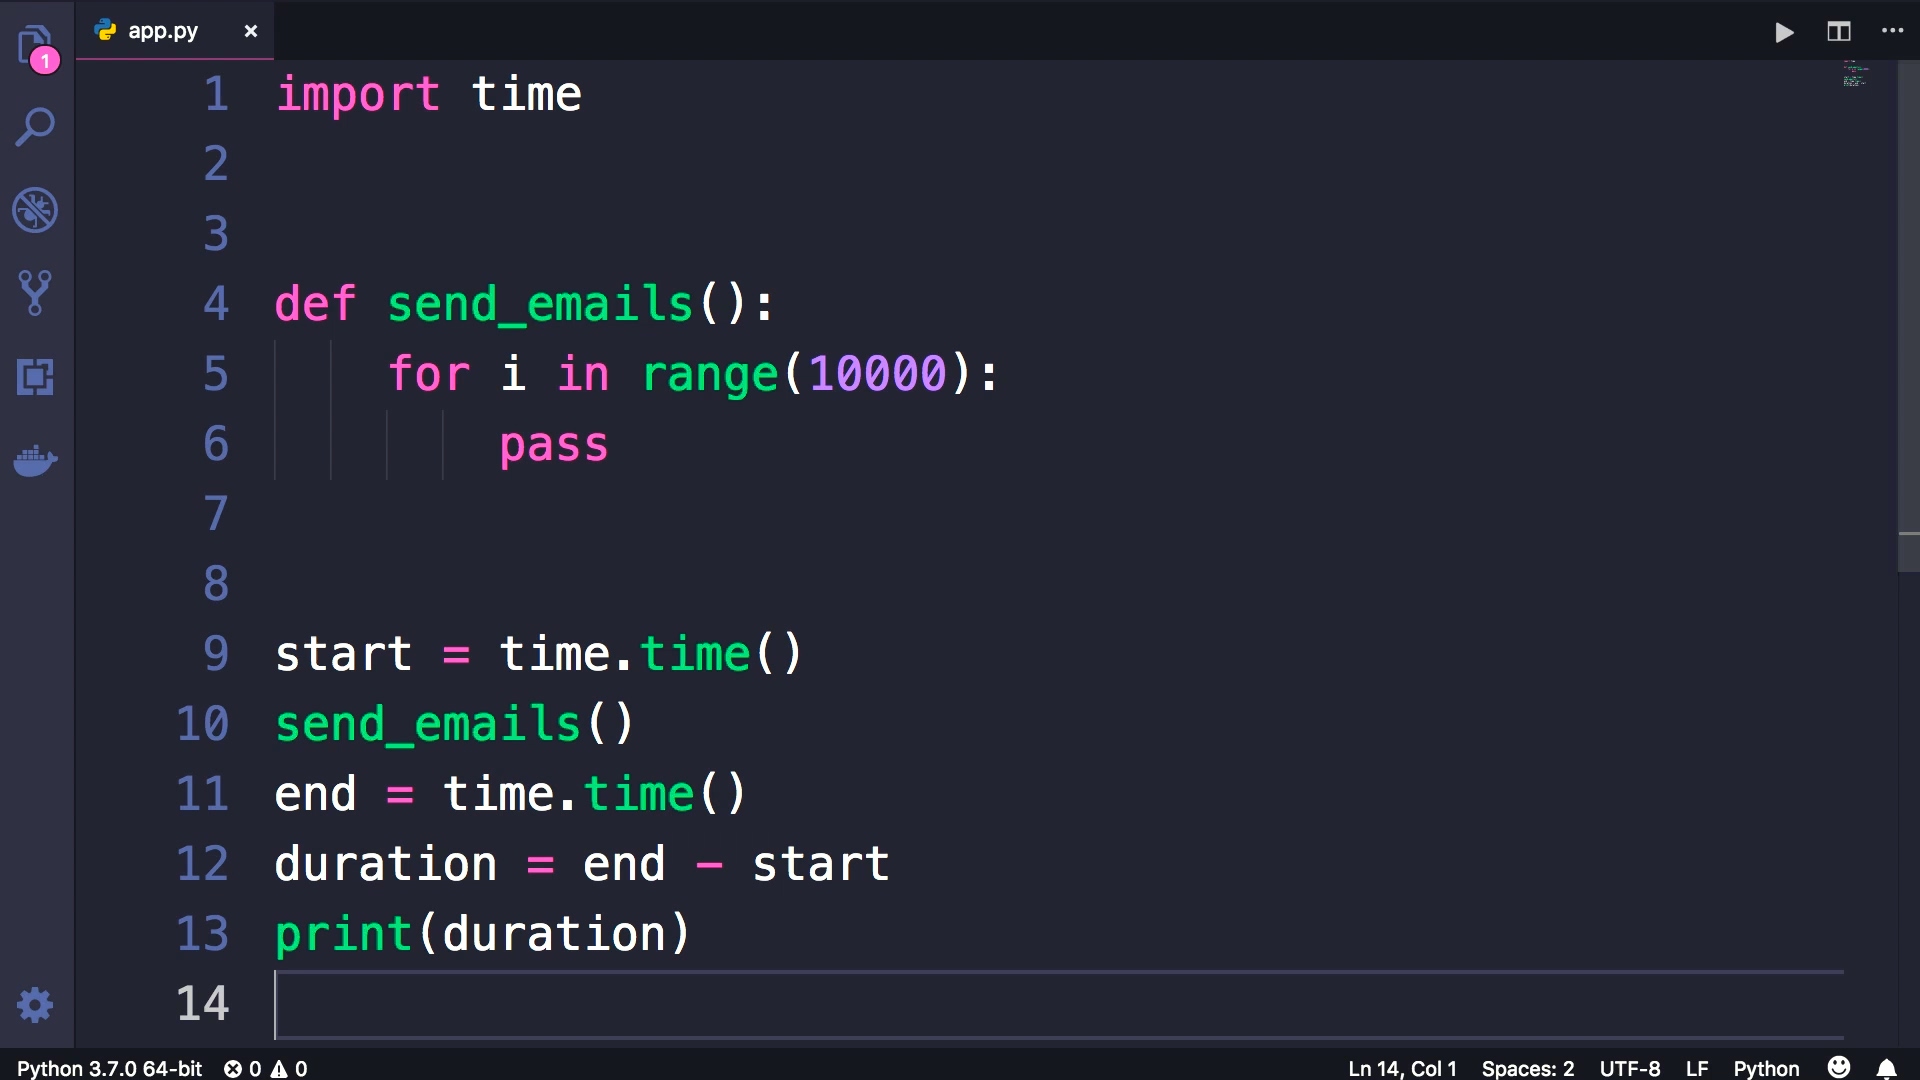 app.py ×
1
1 import time
2
3
4 def send_emails():
5     for i in range(10000):
6         pass
7
8
9 start = time.time()
10 send_emails()
11 end = time.time()
12 duration = end - start
13 print(duration)
14
Python 3.7.0 64-bit 0 0 Ln 14, Col 1 Spaces: 2 UTF-8 LF Python